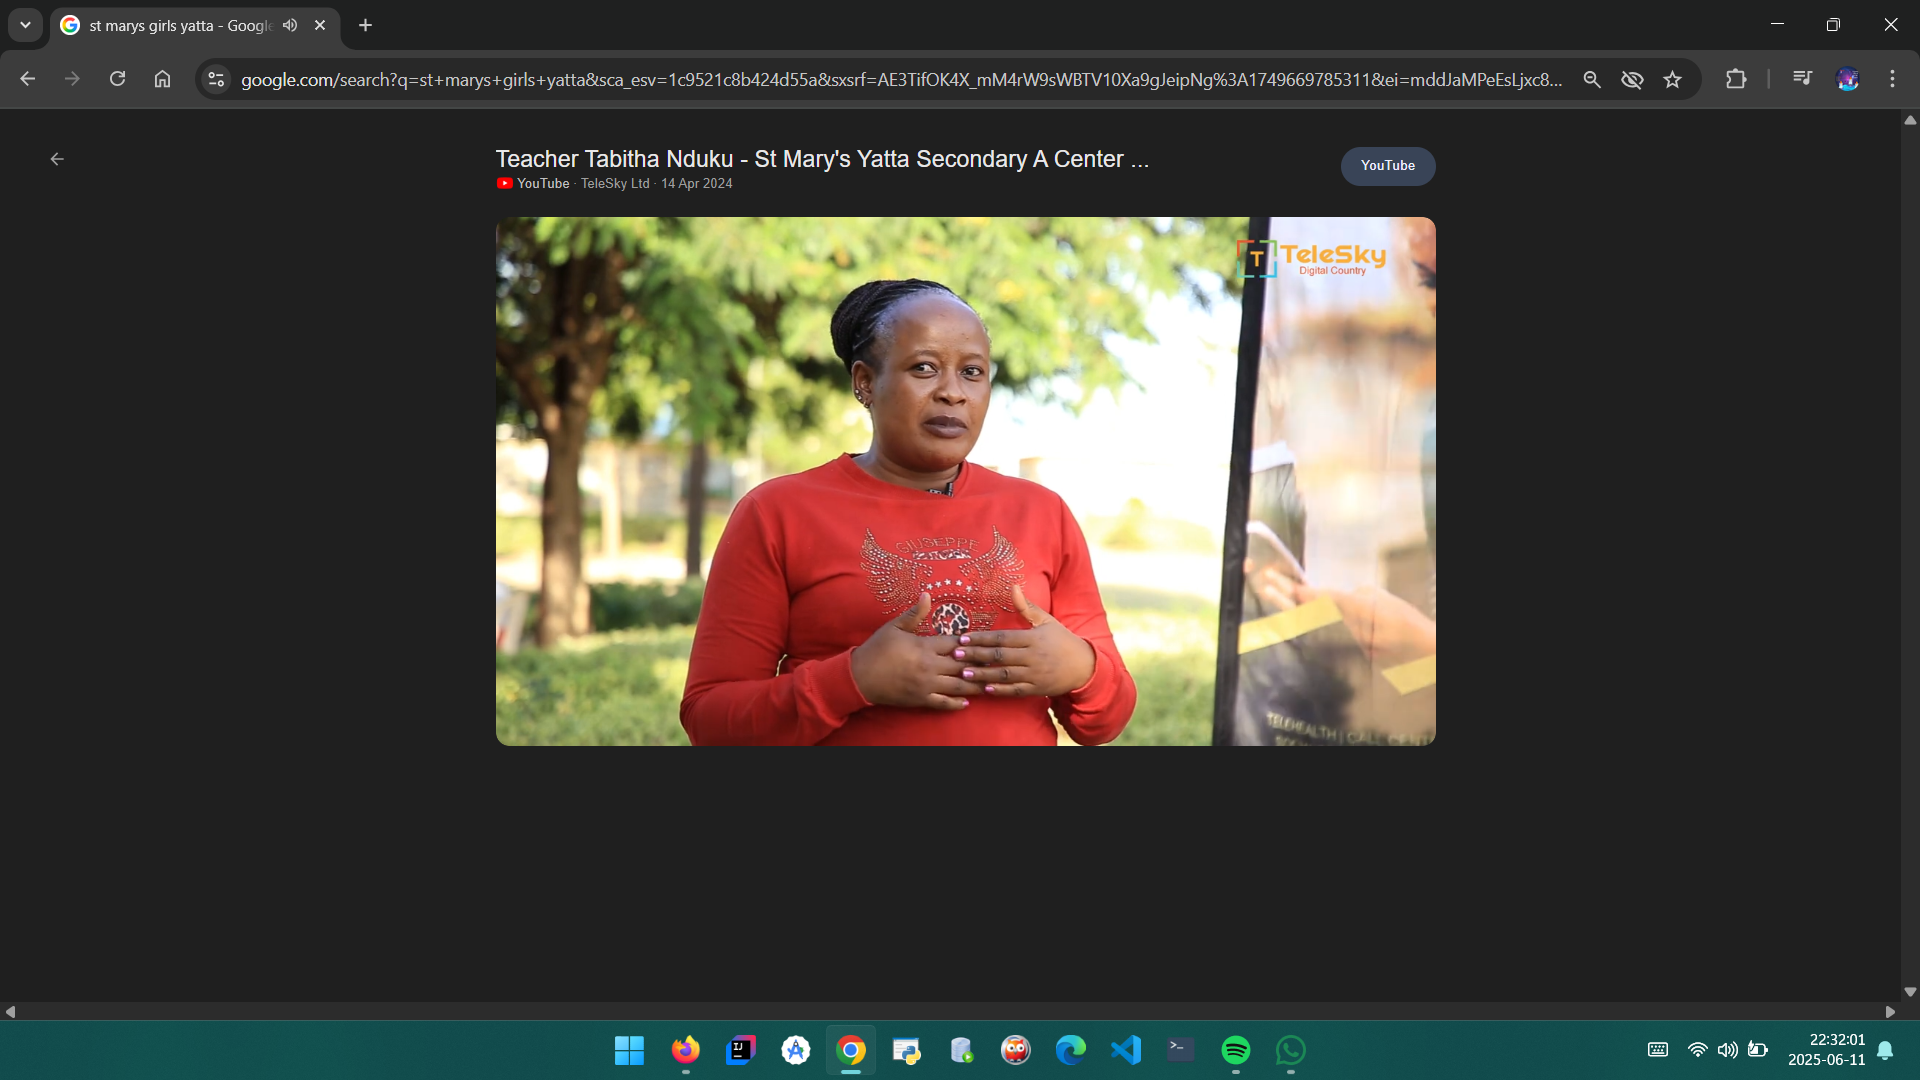 st marys girls yatta - Google
google.com/search?q=st+marys+girls+yatta&sca_esv=1c9521c8b424d55a&sxsrf=AE3TifOK4X_mM4rW9sWBTV10Xa9gJeipNg%3A1749669785311&ei=mddJaMPeEsLjxc8...
Teacher Tabitha Nduku - St Mary's Yatta Secondary A Center ...
YouTube · TeleSky Ltd · 14 Apr 2024
YouTube
T TeleSky
Digital Country
GIUSEPPE
TELEHEALTH | CALL
22:32:01
2025-06-11